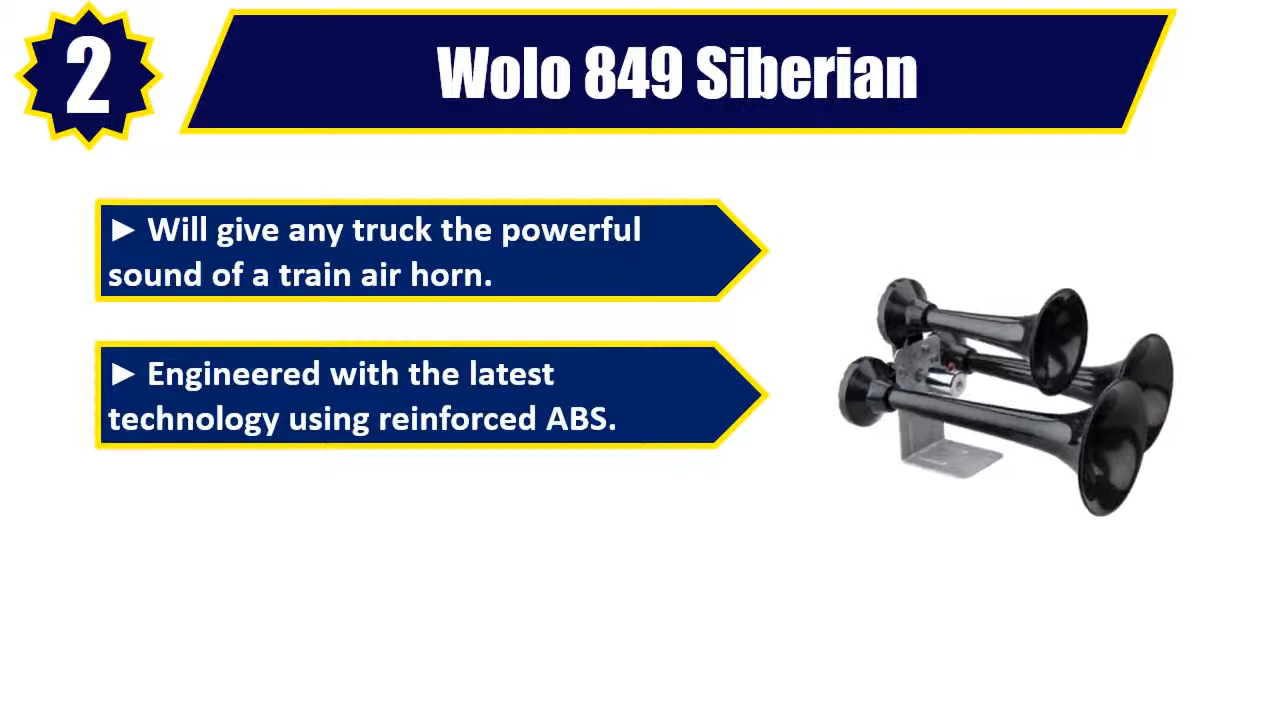 2
Wolo 849 Siberian
► Will give any truck the powerful
sound of a train air horn.
► Engineered with the latest
technology using reinforced ABS.